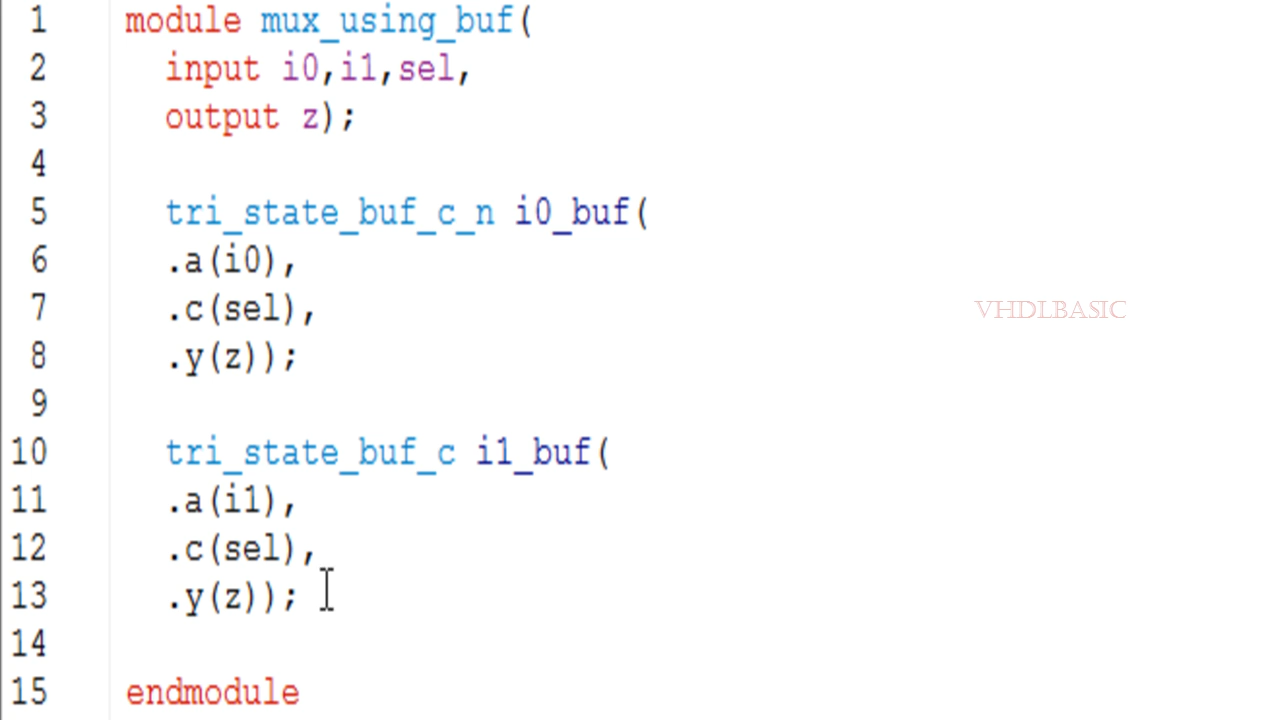 1 module mux_using_buf(
2 input i0,i1,sel,
3 output z);
4
5 tri_state_buf_c_n i0_buf(
6 .a(i0),
7 .c(sel),
VHDLBASIC
8 .y(z));
9
10 tri_state_buf_c i1_buf(
11 .a(i1),
12 .c(sel),
13 .y(z));
14
15 endmodule